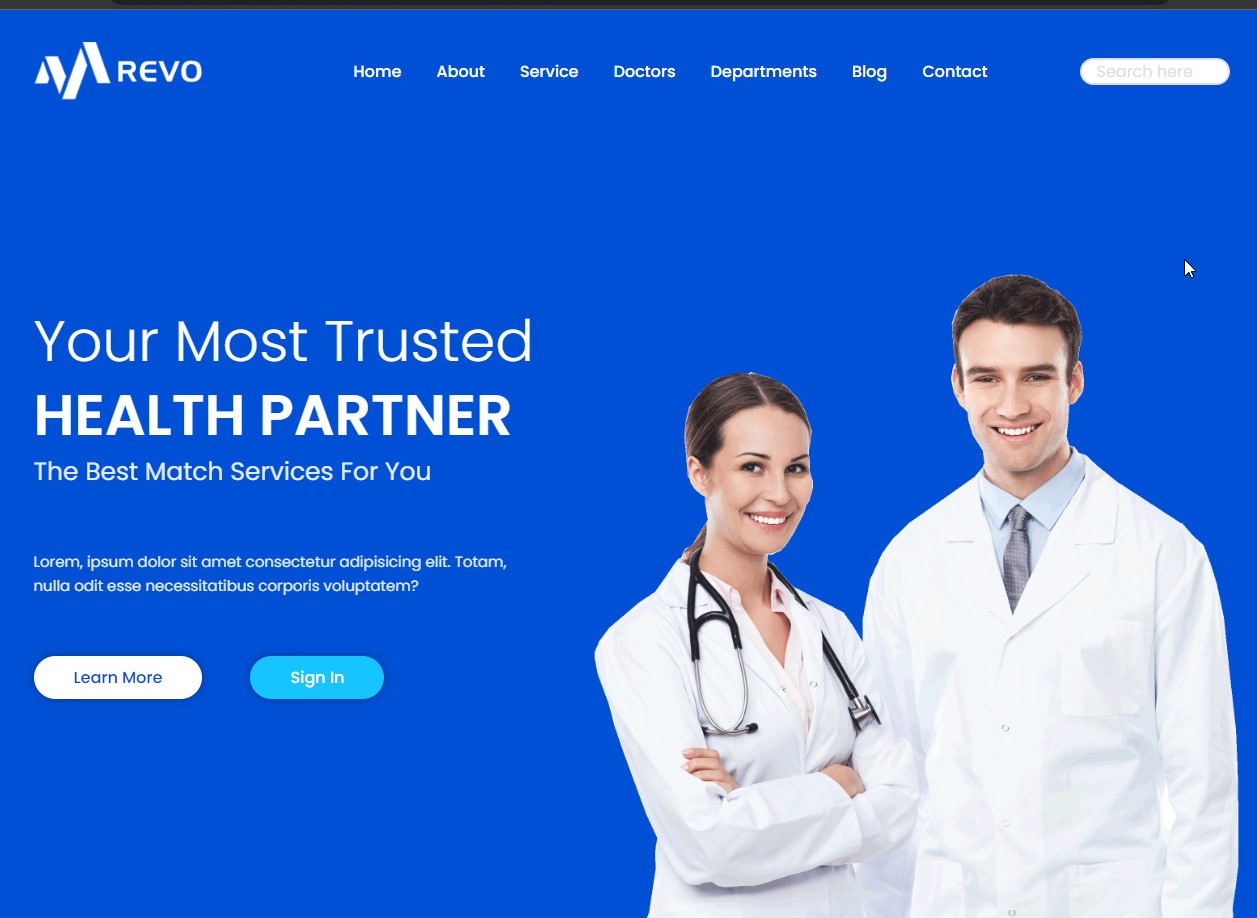 REVO
Home About Service Doctors Departments Blog Contact
Search here
Your Most Trusted
HEALTH PARTNER
The Best Match Services For You
Lorem, ipsum dolor sit amet consectetur adipisicing elit. Totam,
nulla odit esse necessitatibus corporis voluptatem?
Learn More
Sign In